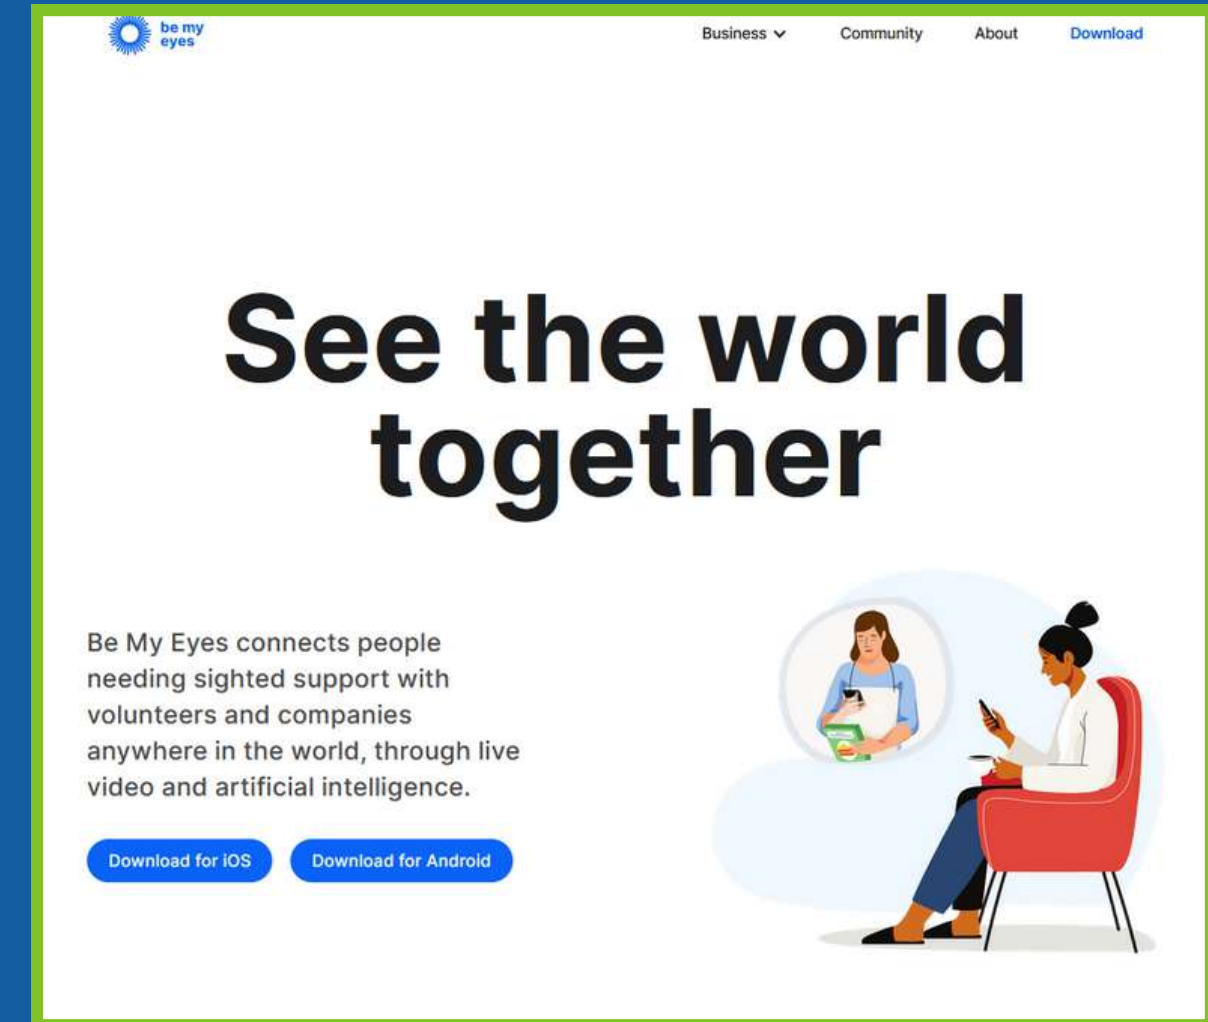 be my
eyes
Business
Community
About
Download
See the world
together
Be My Eyes connects people
needing sighted support with
volunteers and companies
anywhere in the world, through live
video and artificial intelligence.
Download for iOS
Download for Android